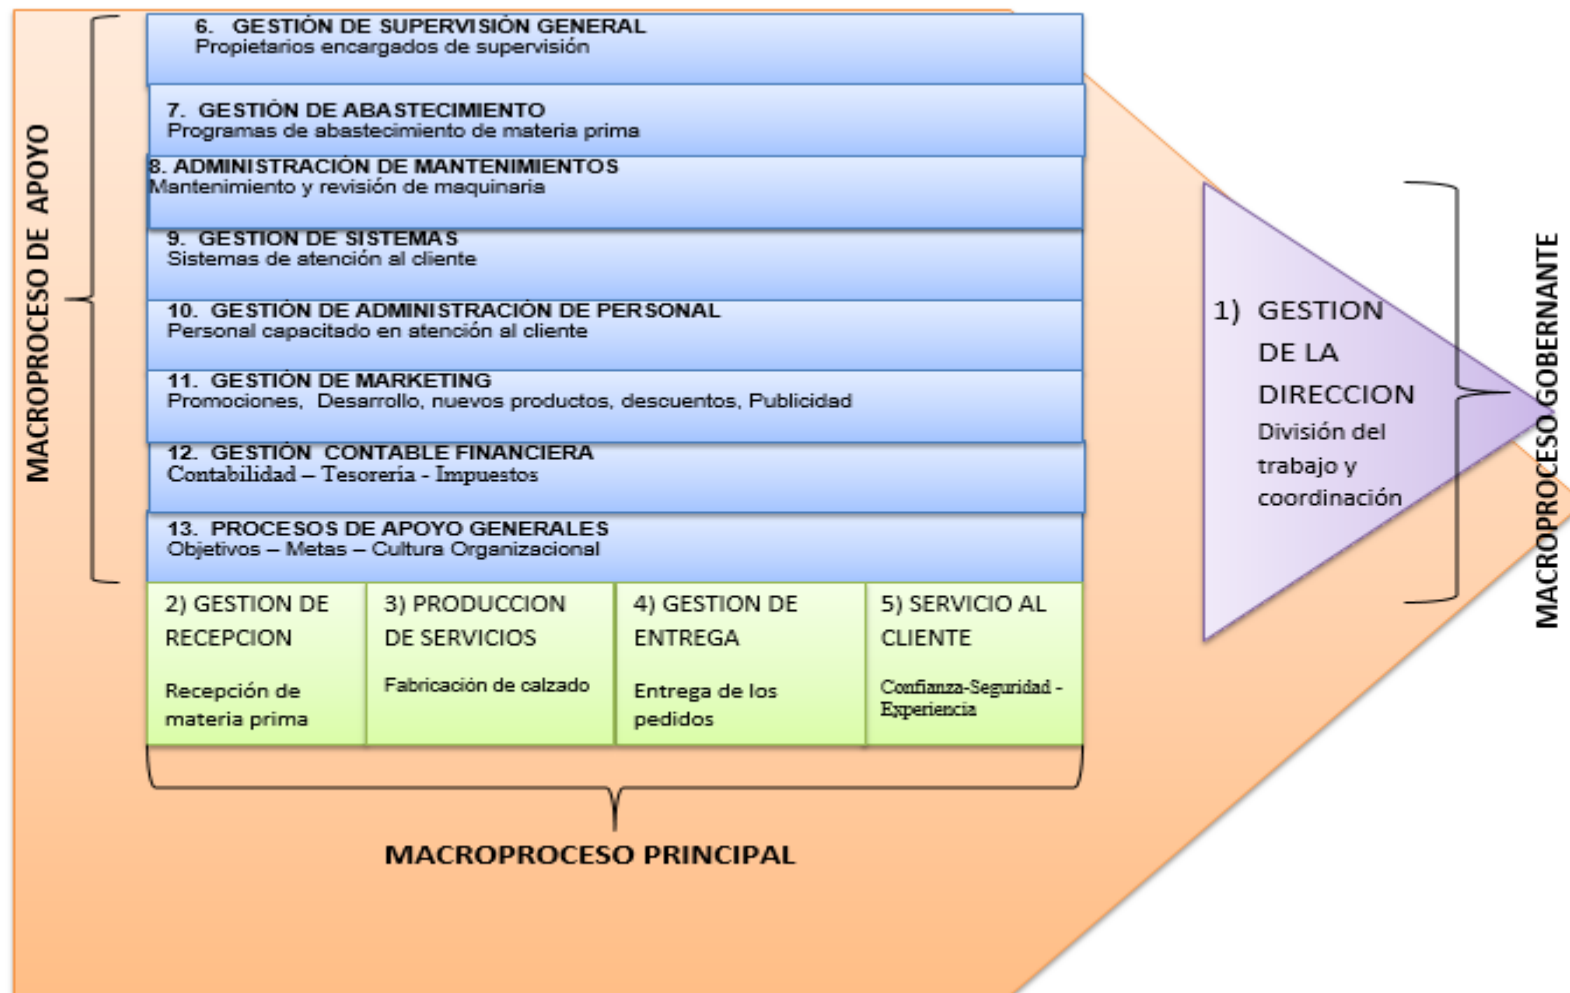 MACROPROCESO DE APOYO
6. GESTIÓN DE SUPERVISIÓN GENERAL
Propietarios encargados de supervisión
7. GESTIÓN DE ABASTECIMIENTO
Programas de abastecimiento de materia prima
8. ADMINISTRACIÓN DE MANTENIMIENTOS
Mantenimiento y revisión de maquinaria
9. GESTION DE SISTEMAS
Sistemas de atención al cliente
10. GESTIÓN DE ADMINISTRACIÓN DE PERSONAL
Personal capacitado en atención al cliente
11. GESTIÓN DE MARKETING
Promociones, Desarrollo, nuevos productos, descuentos, Publicidad
12. GESTIÓN CONTABLE FINANCIERA
Contabilidad – Tesorería - Impuestos
13. PROCESOS DE APOYO GENERALES
Objetivos – Metas – Cultura Organizacional
2) GESTION DE
RECEPCION
Recepción de
materia prima
3) PRODUCCION
DE SERVICIOS
Fabricación de calzado
4) GESTION DE
ENTREGA
Entrega de los
pedidos
5) SERVICIO AL
CLIENTE
Confianza-Seguridad -
Experiencia
MACROPROCESO PRINCIPAL
1) GESTION
DE LA
DIRECCION
División del
trabajo y
coordinación
MACROPROCESO GOBERNANTE